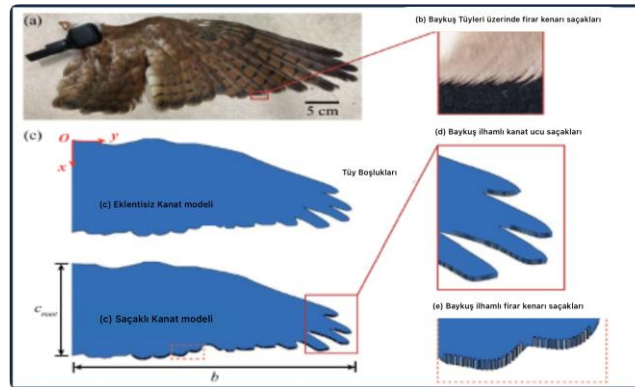 (a)
(b) Baykuş Tüyleri üzerinde firar kenarı saçakları
5 cm
(c)
O
y
x
(d) Baykuş ilhamlı kanat ucu saçakları
Tüy Boşlukları
(c) Eklentisiz Kanat modeli
(e) Baykuş ilhamlı firar kenarı saçakları
c_root
(c) Saçaklı Kanat modeli
b